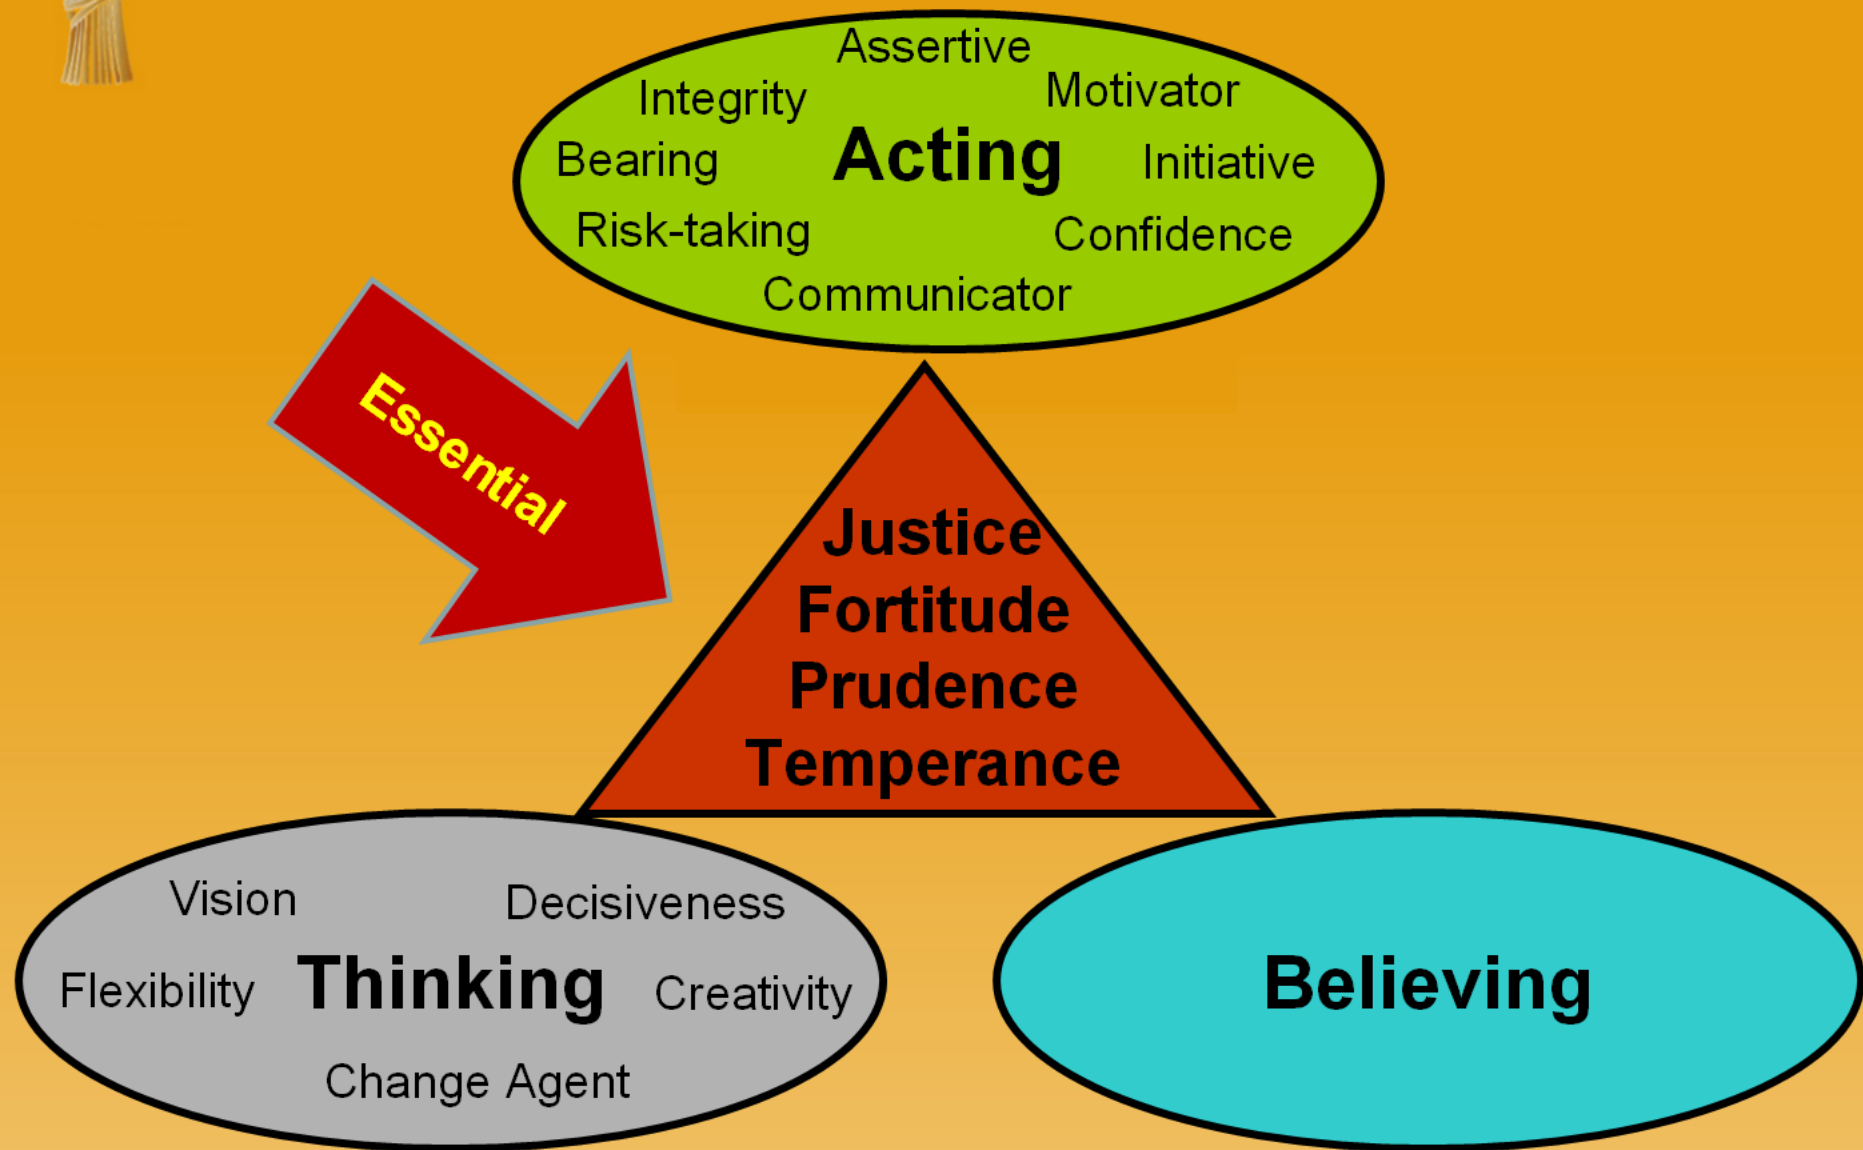 Assertive
Integrity
Motivator
Bearing
Acting
Initiative
Risk-taking
Confidence
Communicator
Essential
Justice
Fortitude
Prudence
Temperance
Vision
Decisiveness
Flexibility
Thinking
Creativity
Change Agent
Believing